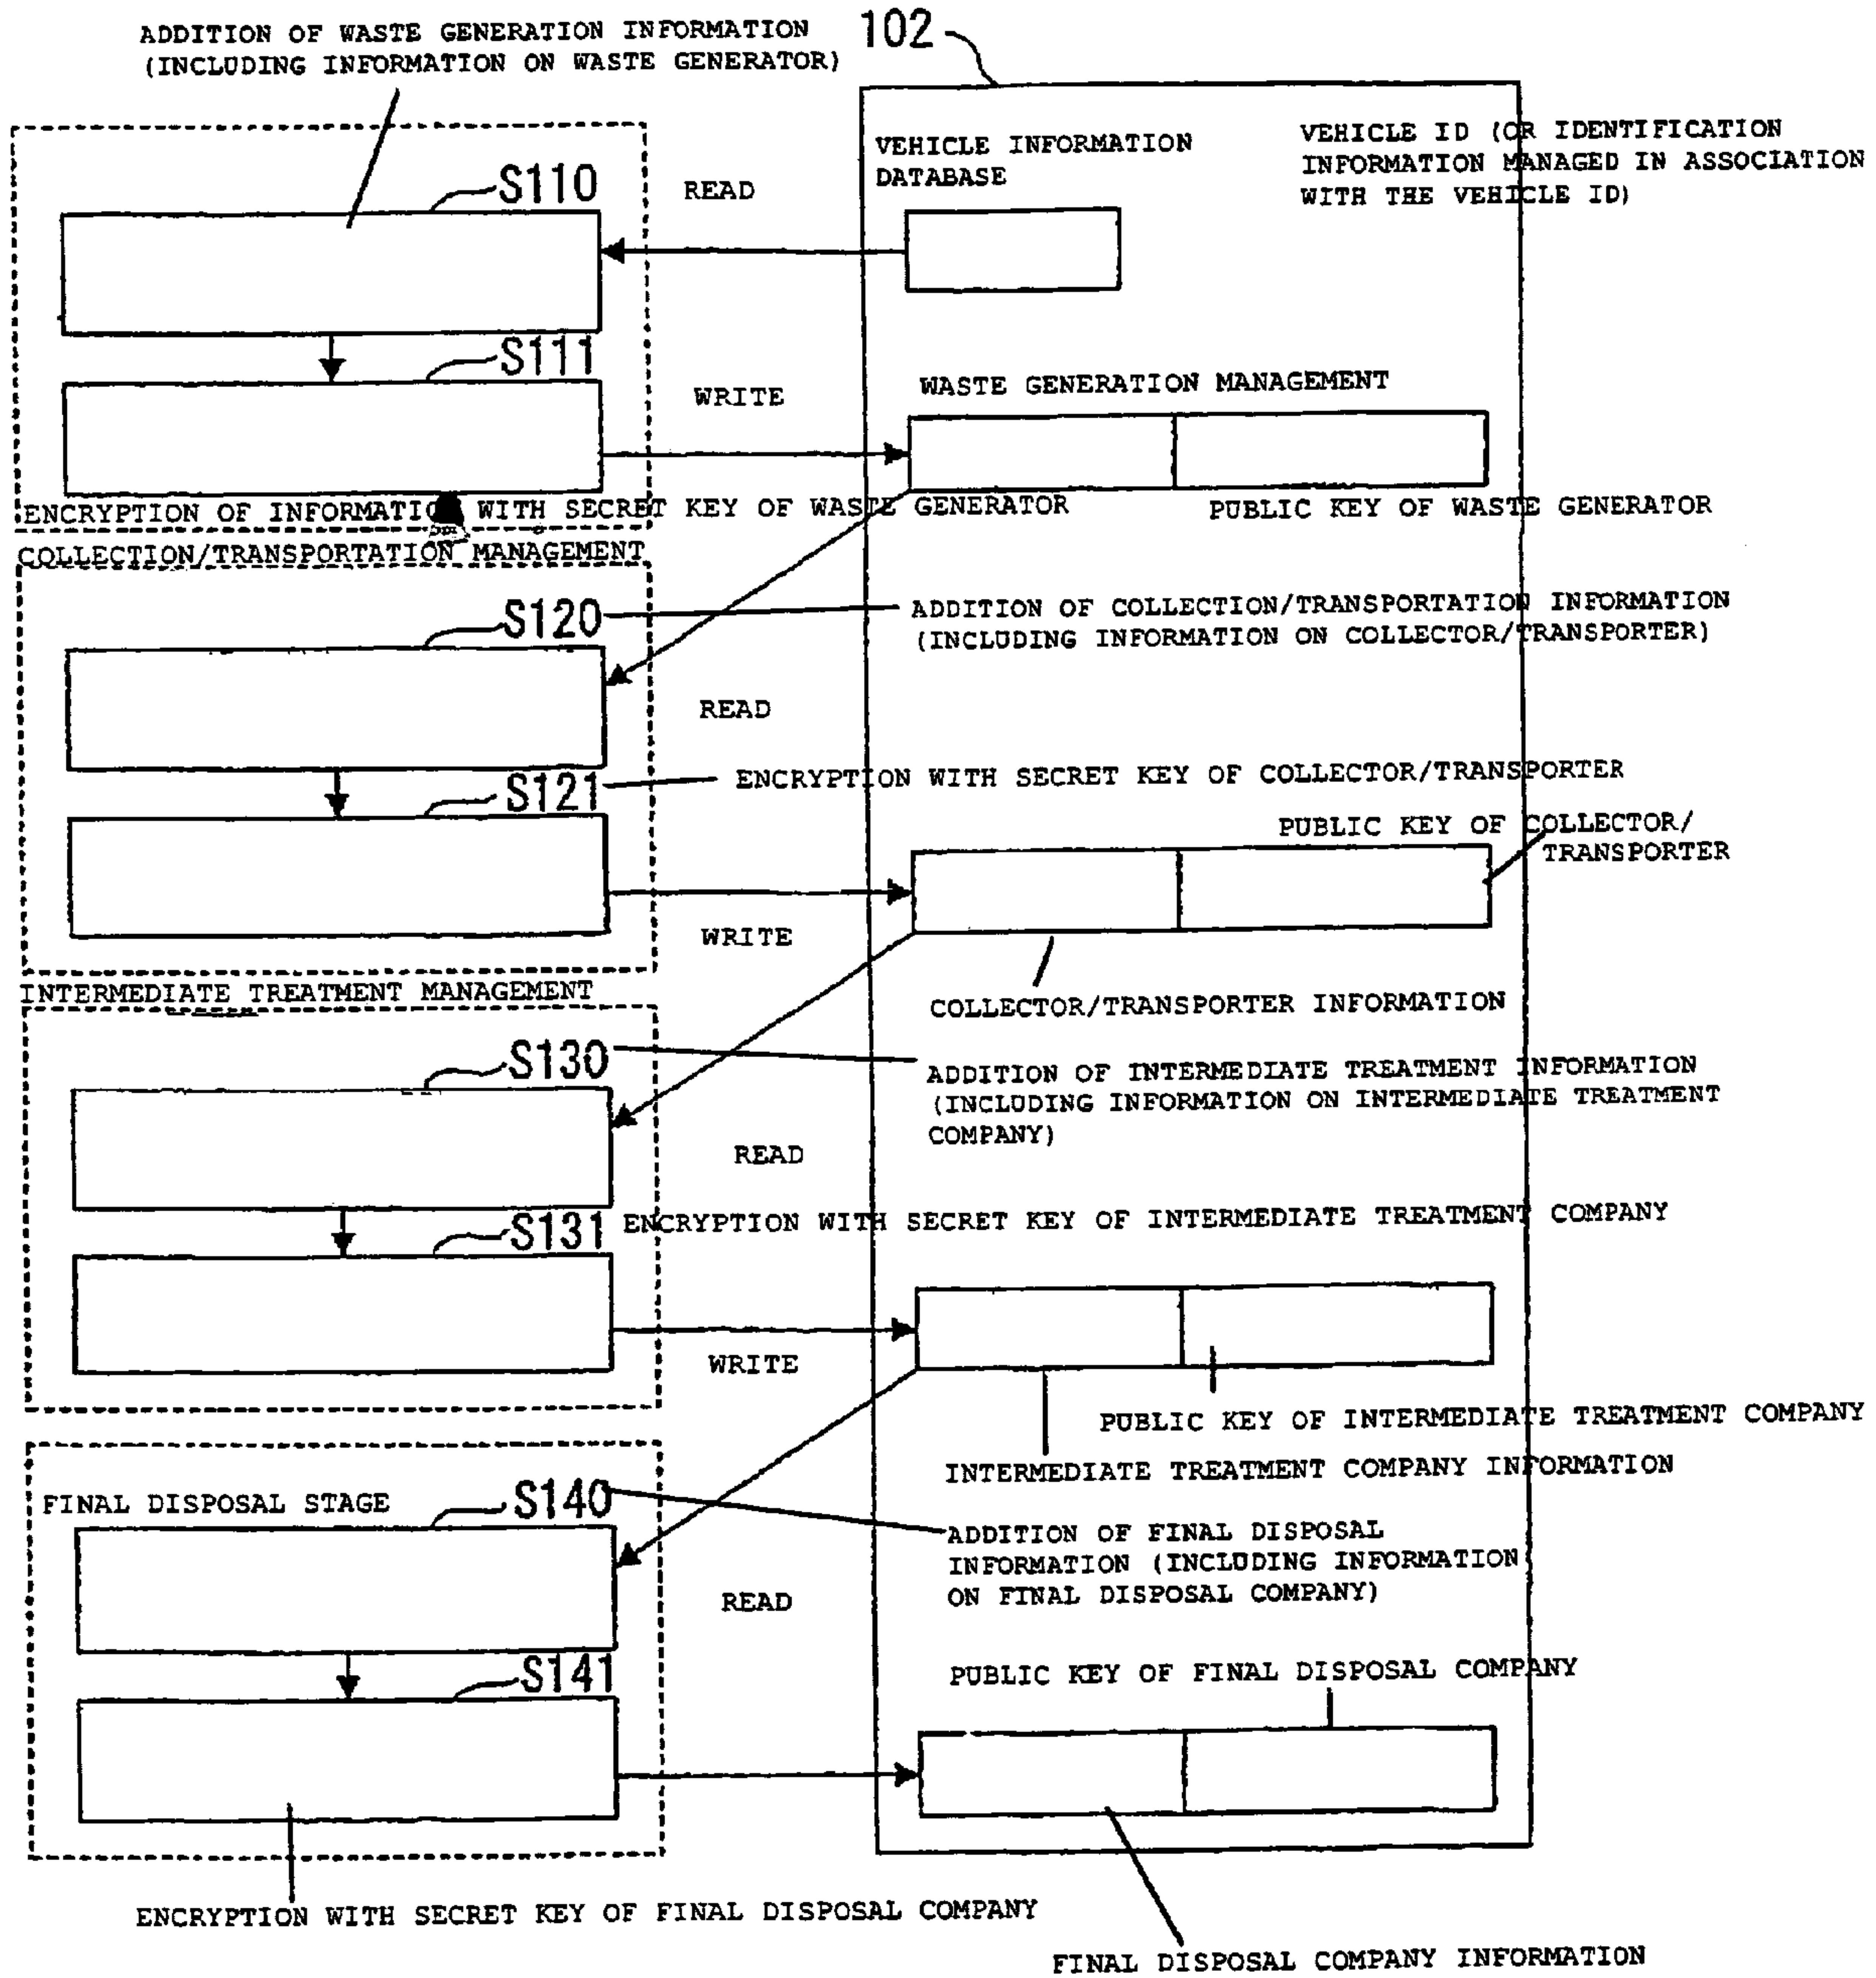 ADDITION OF WASTE GENERATION INFORMATION
(INCLUDING INFORMATION ON WASTE GENERATOR)
102
VEHICLE INFORMATION
DATABASE
VEHICLE ID (OR IDENTIFICATION
INFORMATION MANAGED IN ASSOCIATION
WITH THE VEHICLE ID)
S110
READ
S111
WRITE
WASTE GENERATION MANAGEMENT
ENCRYPTION OF INFORMATION WITH SECRET KEY OF WASTE GENERATOR
PUBLIC KEY OF WASTE GENERATOR
COLLECTION/TRANSPORTATION MANAGEMENT
S120
ADDITION OF COLLECTION/TRANSPORTATION INFORMATION
(INCLUDING INFORMATION ON COLLECTOR/TRANSPORTER)
READ
S121
ENCRYPTION WITH SECRET KEY OF COLLECTOR/TRANSPORTER
PUBLIC KEY OF COLLECTOR/
TRANSPORTER
WRITE
INTERMEDIATE TREATMENT MANAGEMENT
COLLECTOR/TRANSPORTER INFORMATION
S130
ADDITION OF INTERMEDIATE TREATMENT INFORMATION
(INCLUDING INFORMATION ON INTERMEDIATE TREATMENT
COMPANY)
READ
S131
ENCRYPTION WITH SECRET KEY OF INTERMEDIATE TREATMENT COMPANY
WRITE
PUBLIC KEY OF INTERMEDIATE TREATMENT COMPANY
INTERMEDIATE TREATMENT COMPANY INFORMATION
FINAL DISPOSAL STAGE
S140
ADDITION OF FINAL DISPOSAL
INFORMATION (INCLUDING INFORMATION
ON FINAL DISPOSAL COMPANY)
READ
S141
PUBLIC KEY OF FINAL DISPOSAL COMPANY
ENCRYPTION WITH SECRET KEY OF FINAL DISPOSAL COMPANY
FINAL DISPOSAL COMPANY INFORMATION